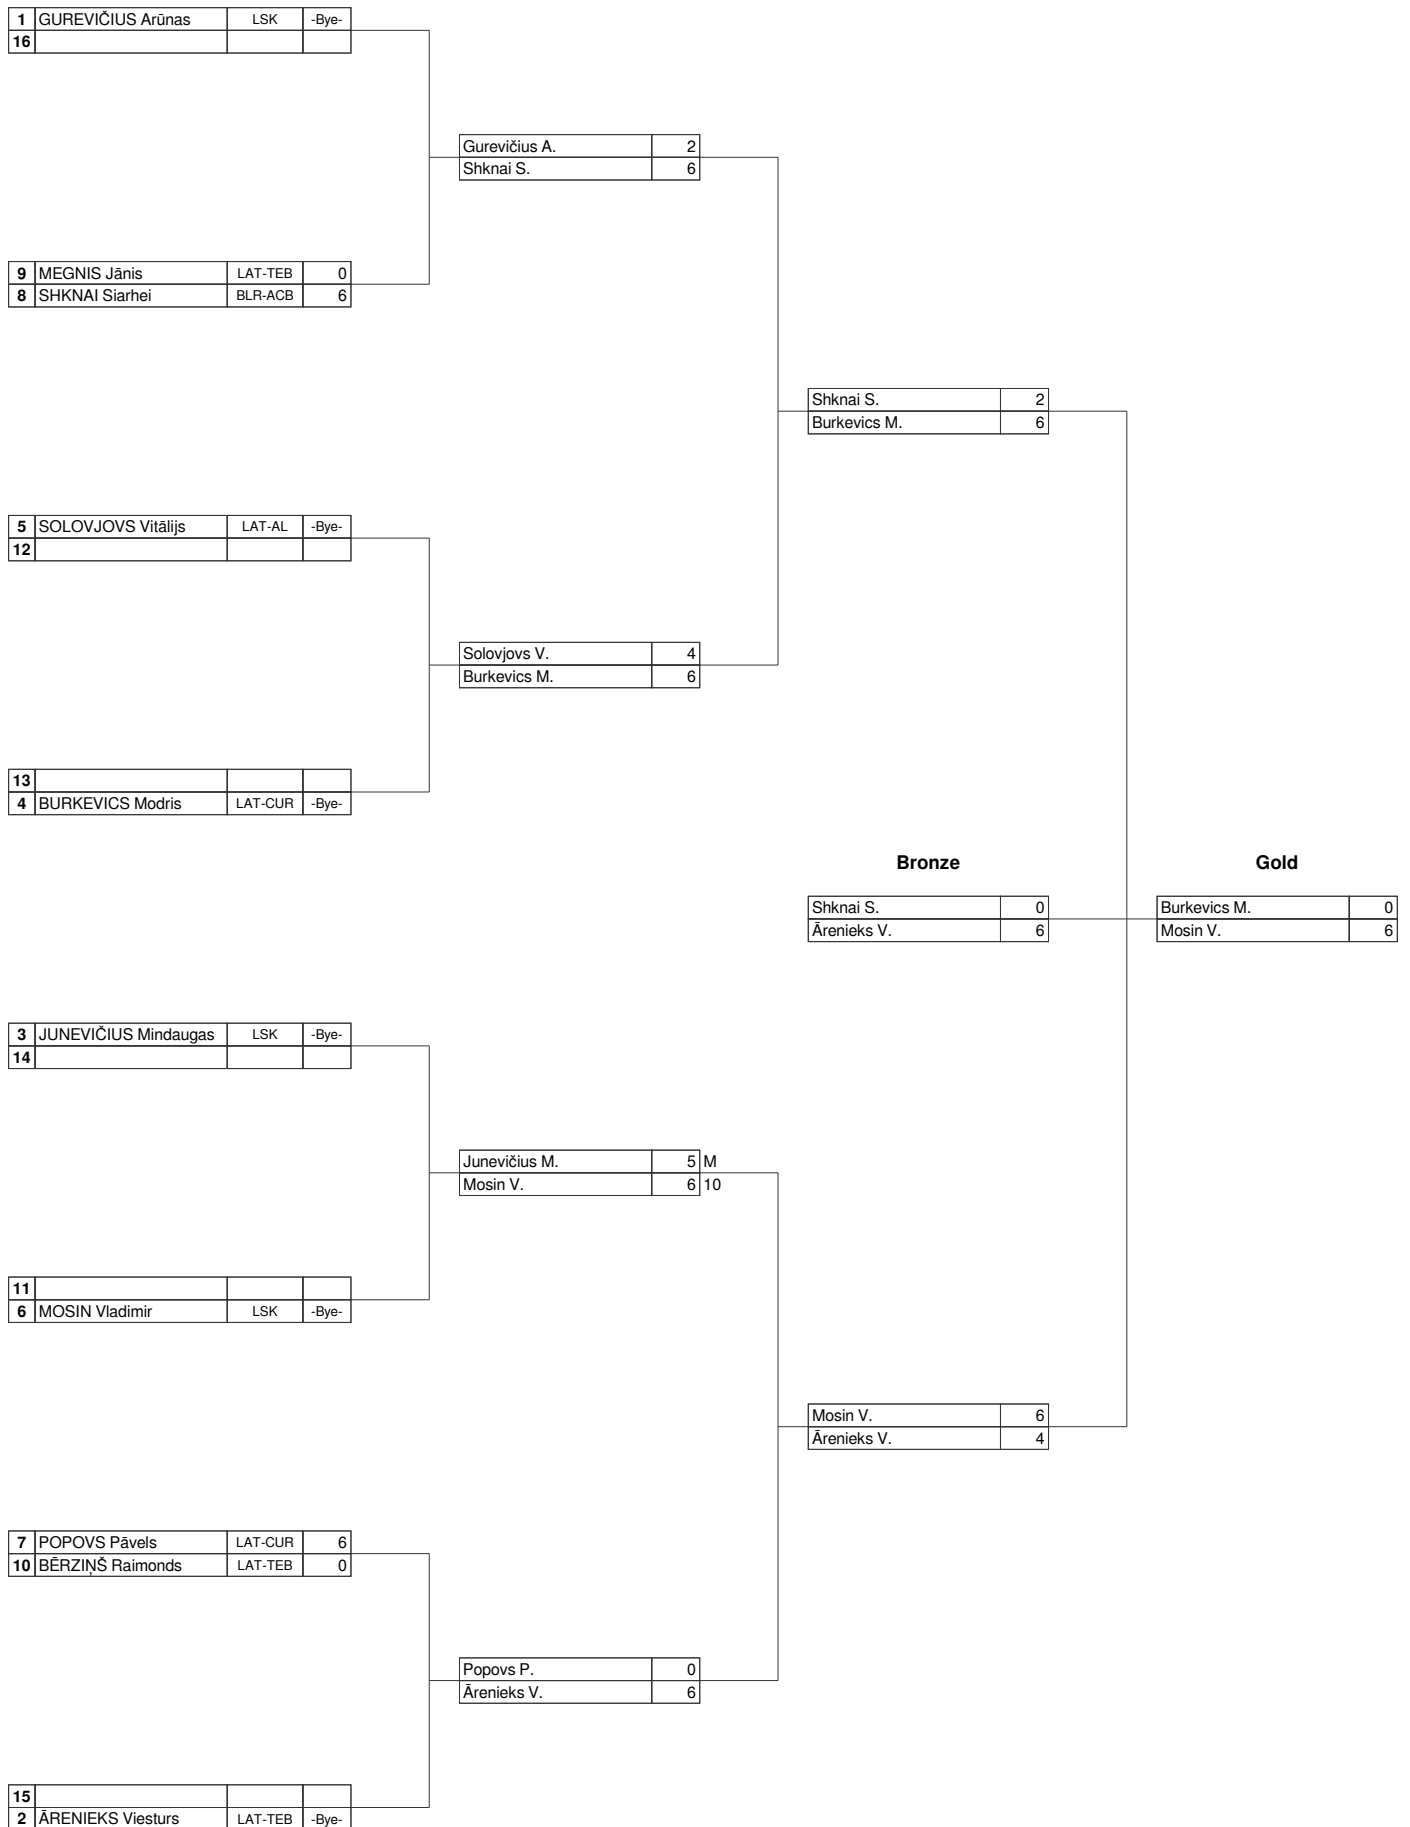 1 GUREVIČIUS Arūnas LSK -Bye-
16
Gurevičius A. 2
Shknai S. 6
9 MEGNIS Jānis LAT-TEB 0
8 SHKNAI Siarhei BLR-ACB 6
Shknai S. 2
Burkevics M. 6
5 SOLOVJOVS Vitālijs LAT-AL -Bye-
12
Solovjovs V. 4
Burkevics M. 6
13
4 BURKEVICS Modris LAT-CUR -Bye-
Bronze Gold
Shknai S. 0 Burkevics M. 0
Ārenieks V. 6 Mosin V. 6
3 JUNEVIČIUS Mindaugas LSK -Bye-
14
Junevičius M. 5 M
Mosin V. 6 10
11
6 MOSIN Vladimir LSK -Bye-
Mosin V. 6
Ārenieks V. 4
7 POPOVS Pāvels LAT-CUR 6
10 BĒRZIŅŠ Raimonds LAT-TEB 0
Popovs P. 0
Ārenieks V. 6
15
2 ĀRENIEKS Viesturs LAT-TEB -Bye-